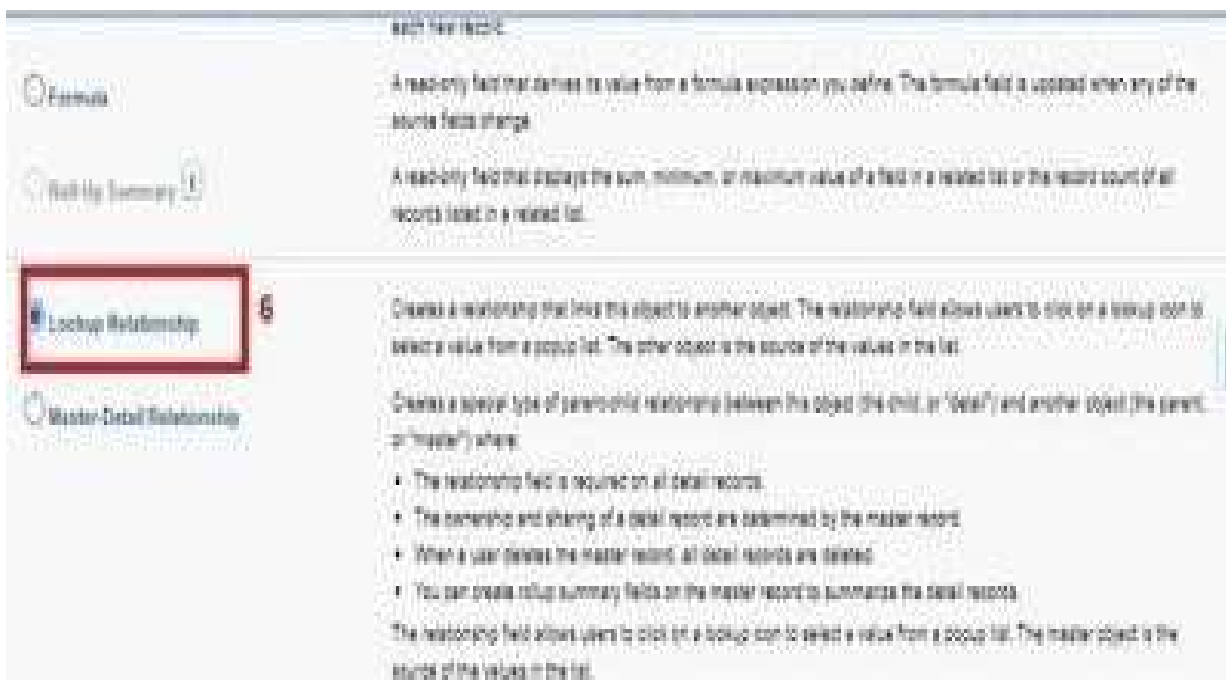 each new record.
Formula
A read-only field that derives its value from a formula expression you define. The formula field is updated when any of the
source fields change.
Roll-Up Summary
A read-only field that displays the sum, minimum, or maximum value of a field in a related list or the record count of all
records listed in a related list.
Lookup Relationship
6
Creates a relationship that links this object to another object. The relationship field allows users to click on a lookup icon to
select a value from a popup list. The other object is the source of the values in the list.
Master-Detail Relationship
Creates a special type of parent-child relationship between this object (the child, or "detail") and another object (the parent,
or "master") where:
• The relationship field is required on all detail records.
• The ownership and sharing of a detail record are determined by the master record.
• When a user deletes the master record, all detail records are deleted.
• You can create rollup summary fields on the master record to summarize the detail records.
The relationship field allows users to click on a lookup icon to select a value from a popup list. The master object is the
source of the values in the list.